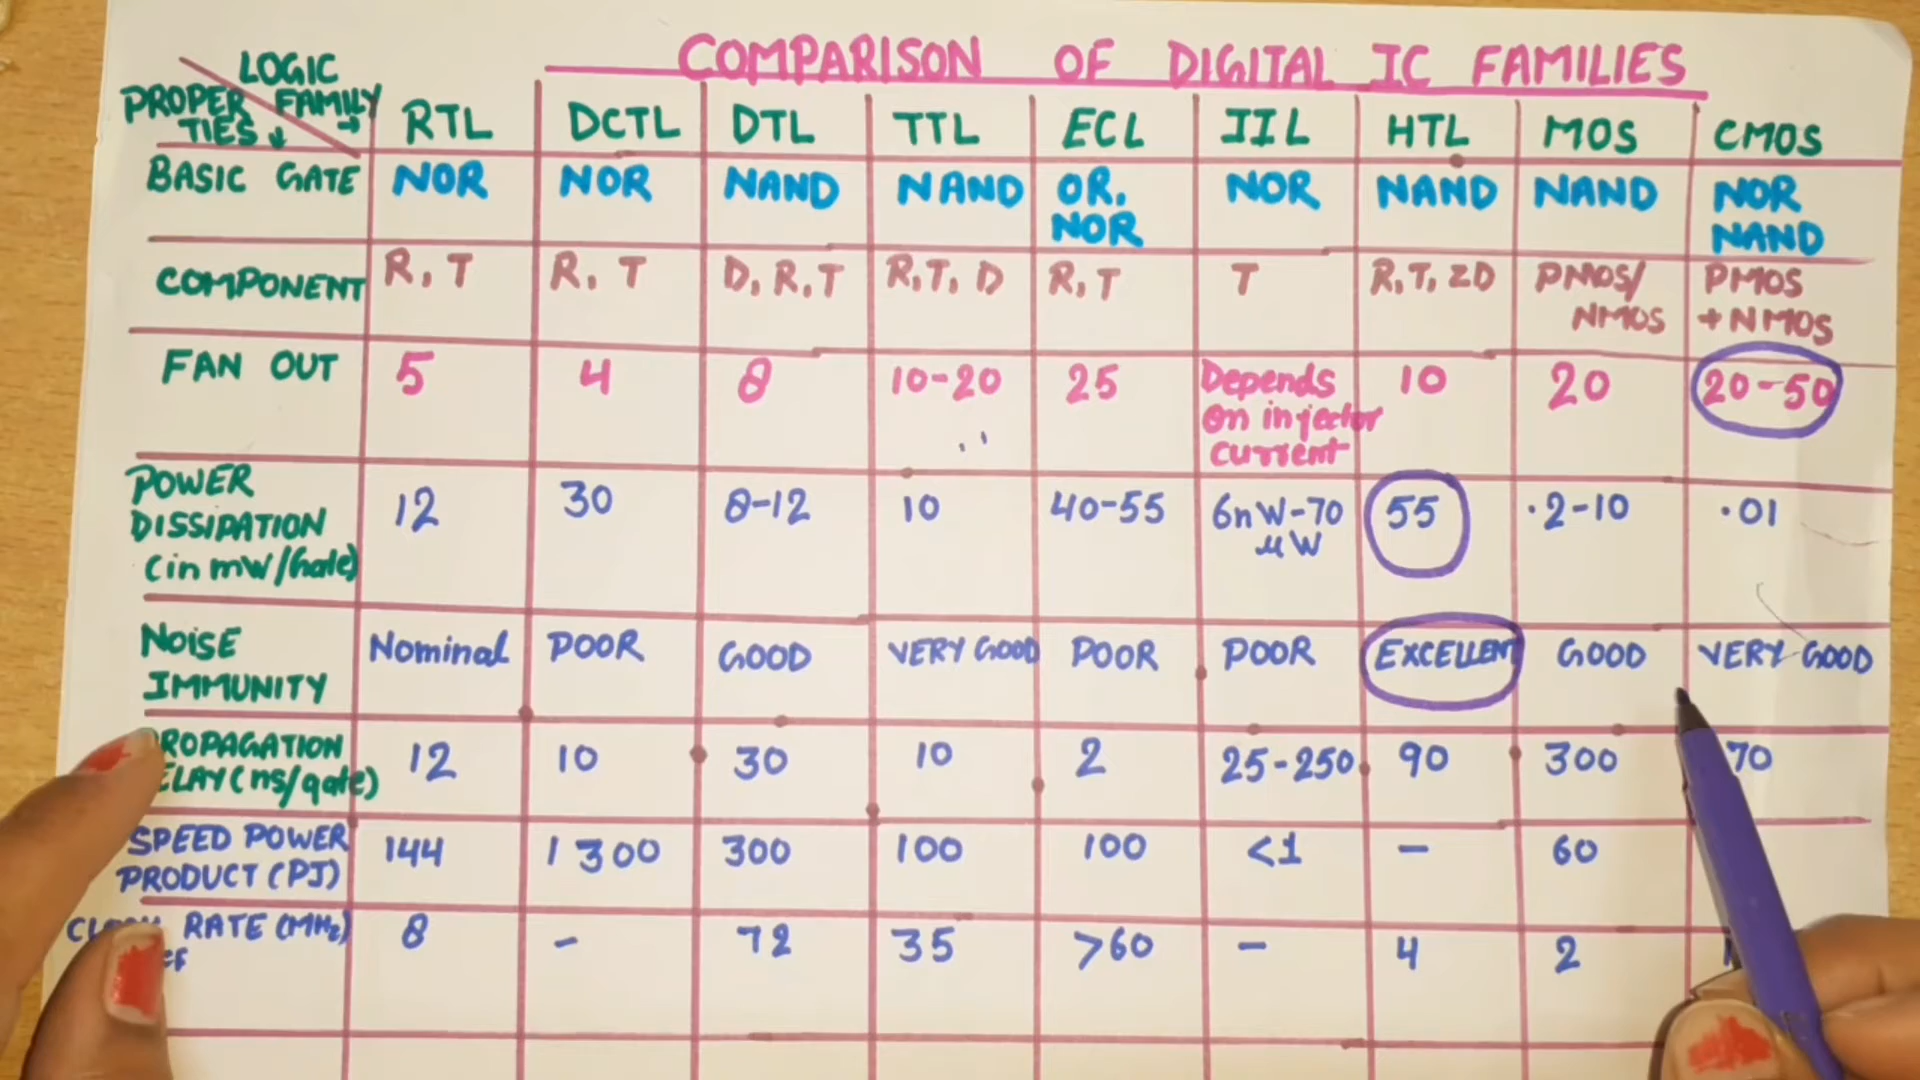 COMPARISON OF DIGITAL IC FAMILIES
LOGIC
FAMILY →
PROPER
TIES ↓
RTL DCTL DTL TTL ECL IIL HTL MOS CMOS
BASIC GATE NOR NOR NAND NAND OR, NOR NAND NAND NOR
NOR NAND
COMPONENT R, T R, T D, R, T R, T, D R, T T R, T, ZD PMOS/ PMOS
NMOS + NMOS
FAN OUT 5 4 8 10-20 25 Depends 10 20 20-50
on injector
current
POWER
DISSIPATION 12 30 8-12 10 40-55 6nW-70 55 .2-10 .01
(in mW/Gate) μW
NOISE
IMMUNITY Nominal POOR GOOD VERY GOOD POOR POOR EXCELLENT GOOD VERY GOOD
ROPAGATION
ELAY (ns/gate) 12 10 30 10 2 25-250 90 300 70
SPEED POWER
PRODUCT (PJ) 144 1300 300 100 100 <1 - 60
RATE (MHz) 8 - 72 35 >60 - 4 2